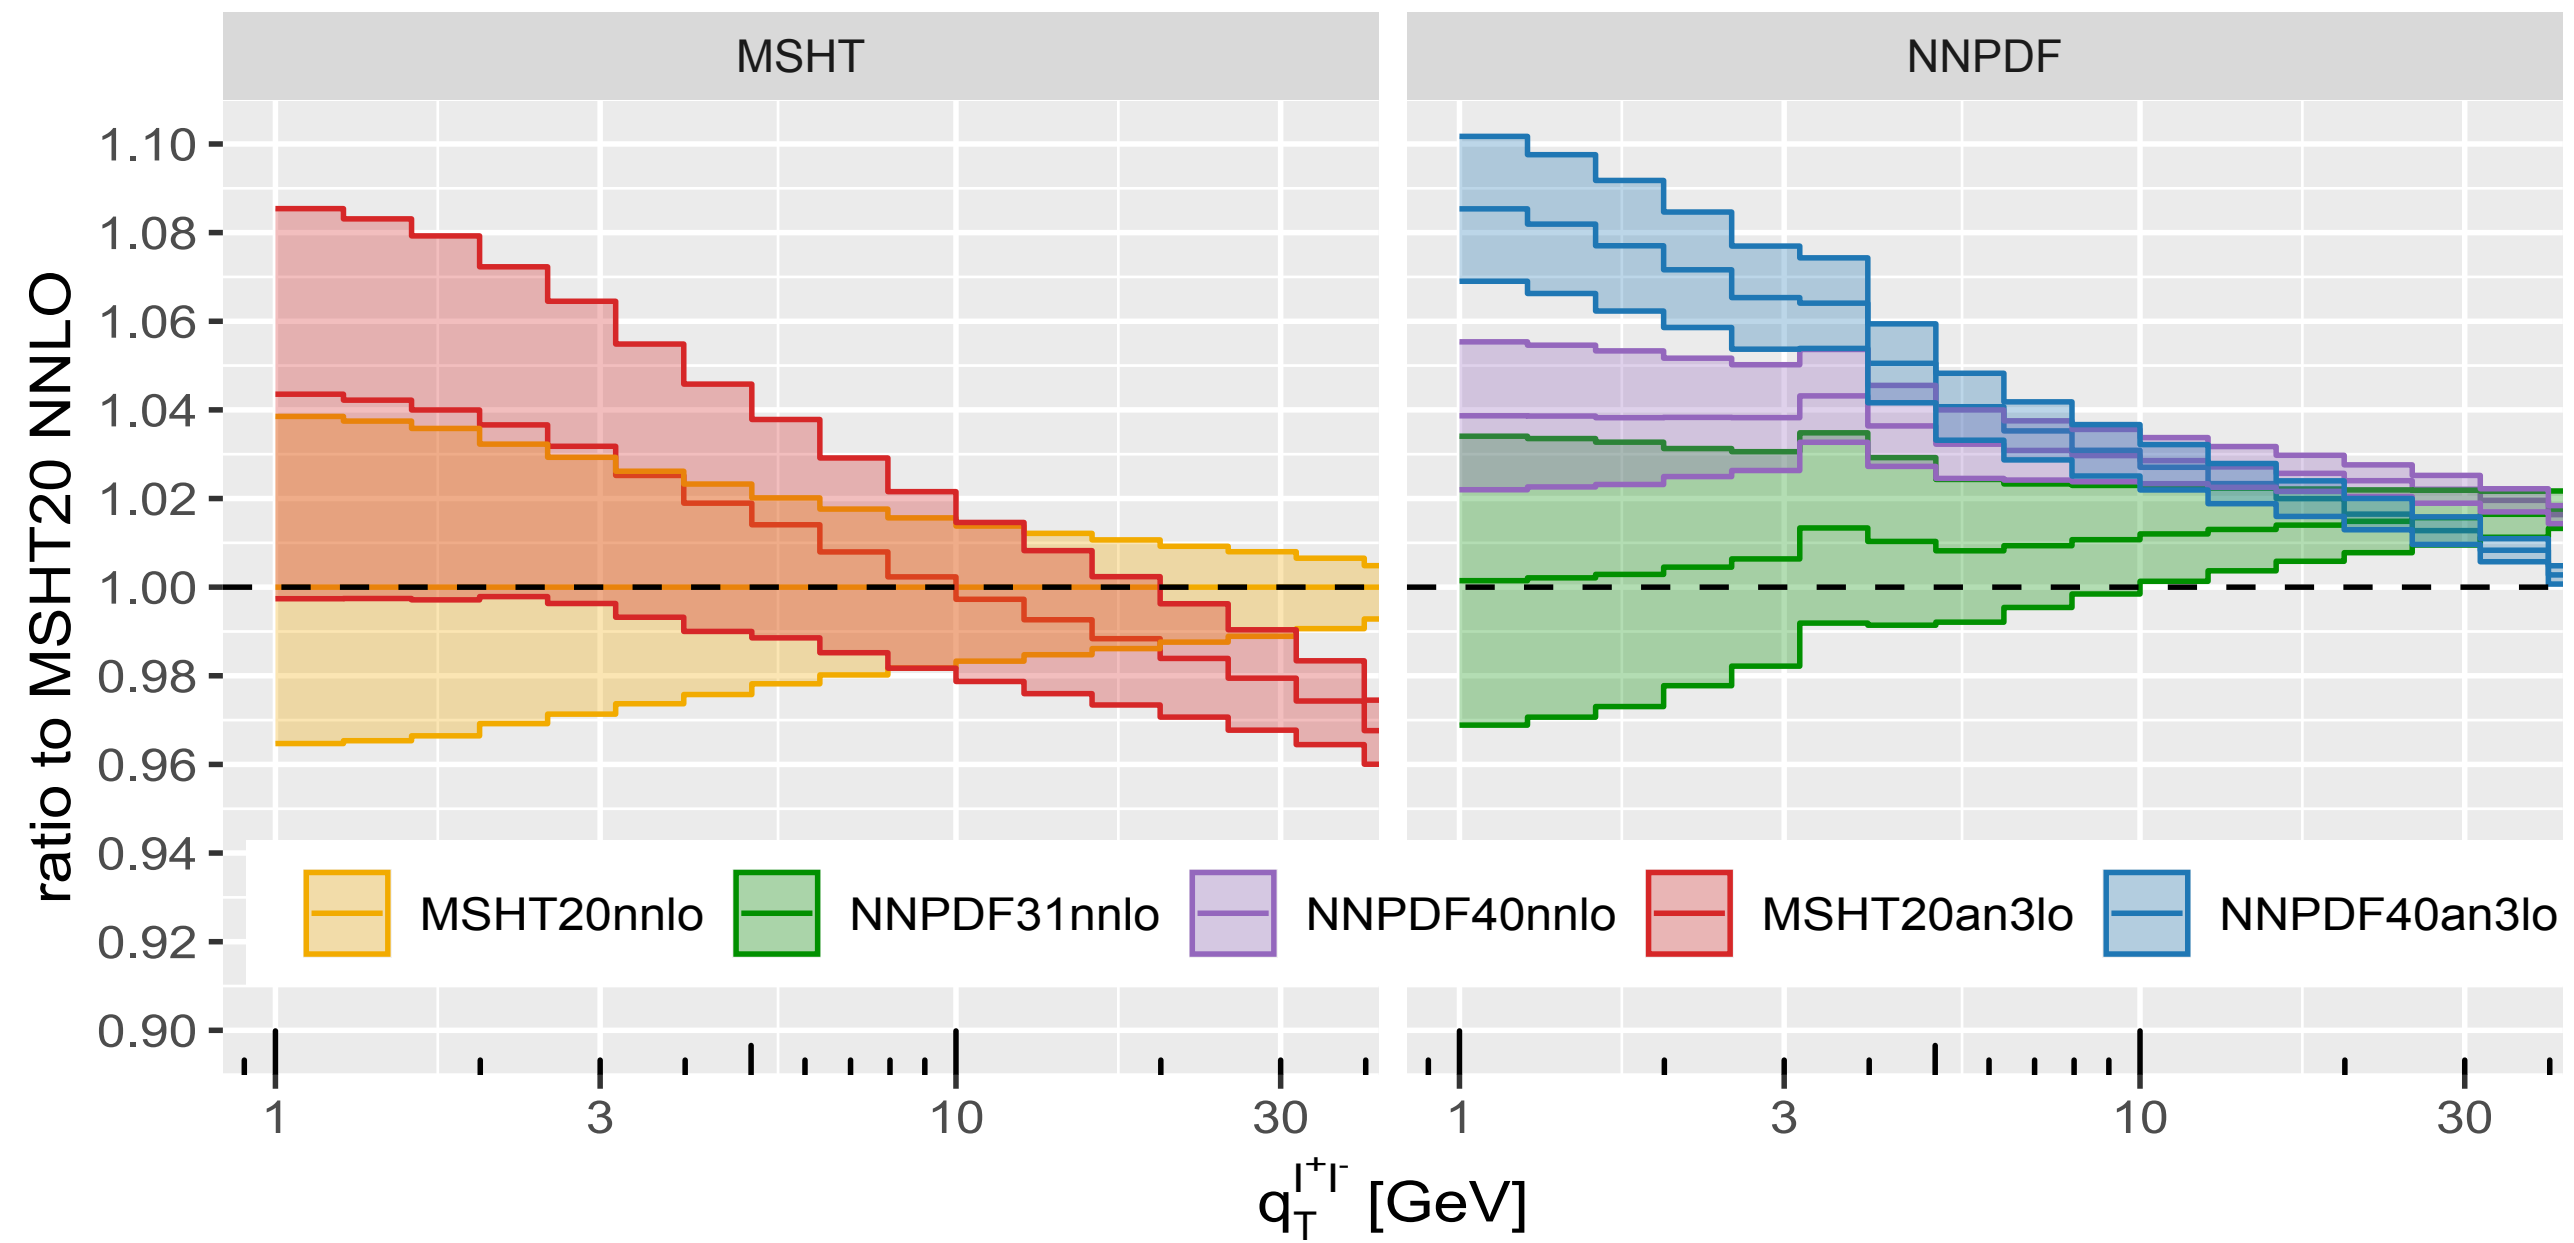 MSHT
NNPDF
ratio to MSHT20 NNLO
1.10
1.08
1.06
1.04
1.02
1.00
0.98
0.96
0.94
0.92
0.90
MSHT20nnlo NNPDF31nnlo NNPDF40nnlo MSHT20an3lo NNPDF40an3lo
1 3 10 30 1 3 10 30
q_T^{l^+l^-} [GeV]